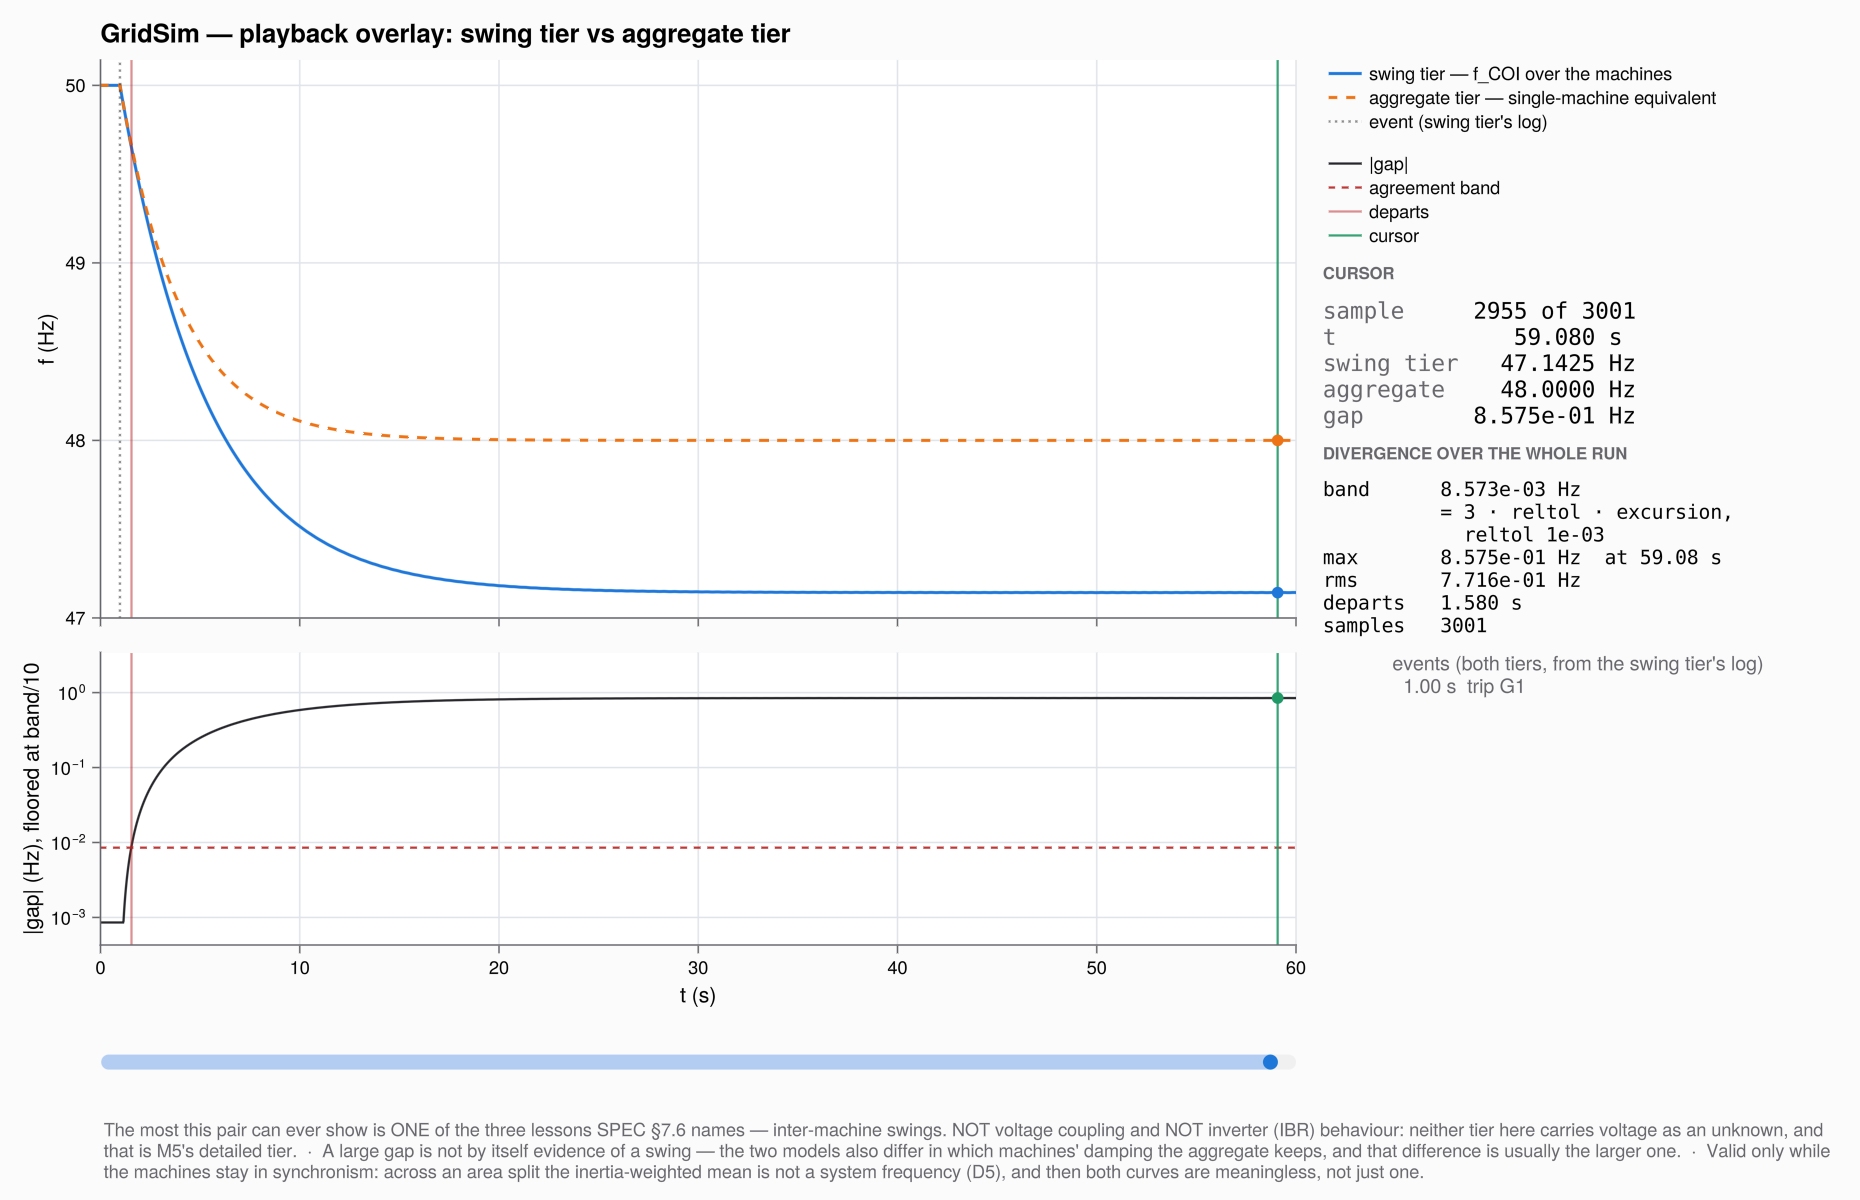 GridSim — playback overlay: swing tier vs aggregate tier
50
49
48
47
f (Hz)
swing tier — f_COI over the machines
aggregate tier — single-machine equivalent
event (swing tier's log)
|gap|
agreement band
departs
cursor
CURSOR
sample 2955 of 3001
t 59.080 s
swing tier 47.1425 Hz
aggregate 48.0000 Hz
gap 8.575e-01 Hz
DIVERGENCE OVER THE WHOLE RUN
band 8.573e-03 Hz
= 3 · reltol · excursion,
reltol 1e-03
max 8.575e-01 Hz at 59.08 s
rms 7.716e-01 Hz
departs 1.580 s
samples 3001
events (both tiers, from the swing tier's log)
1.00 s trip G1
|gap| (Hz), floored at band/10
10⁰
10⁻¹
10⁻²
10⁻³
0 10 20 30 40 50 60
t (s)
The most this pair can ever show is ONE of the three lessons SPEC §7.6 names — inter-machine swings. NOT voltage coupling and NOT inverter (IBR) behaviour: neither tier here carries voltage as an unknown, and
that is M5's detailed tier. · A large gap is not by itself evidence of a swing — the two models also differ in which machines' damping the aggregate keeps, and that difference is usually the larger one. · Valid only while
the machines stay in synchronism: across an area split the inertia-weighted mean is not a system frequency (D5), and then both curves are meaningless, not just one.